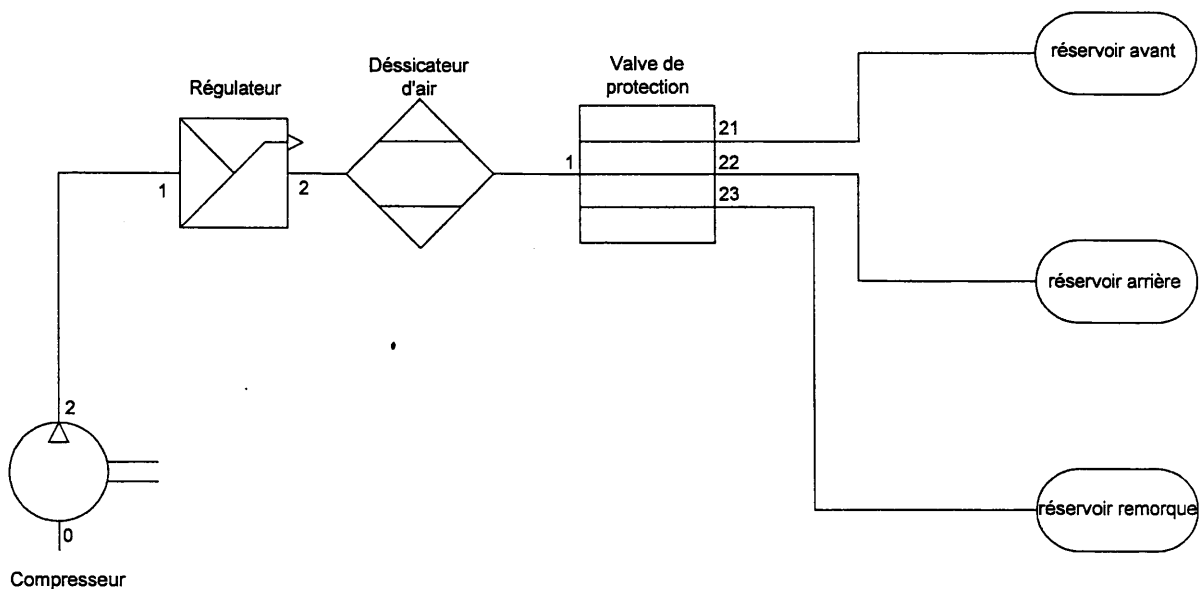 réservoir avant
Déssicateur
d'air
Valve de
protection
Régulateur
21
1
22
1
2
23
réservoir arrière
2
réservoir remorque
0
Compresseur